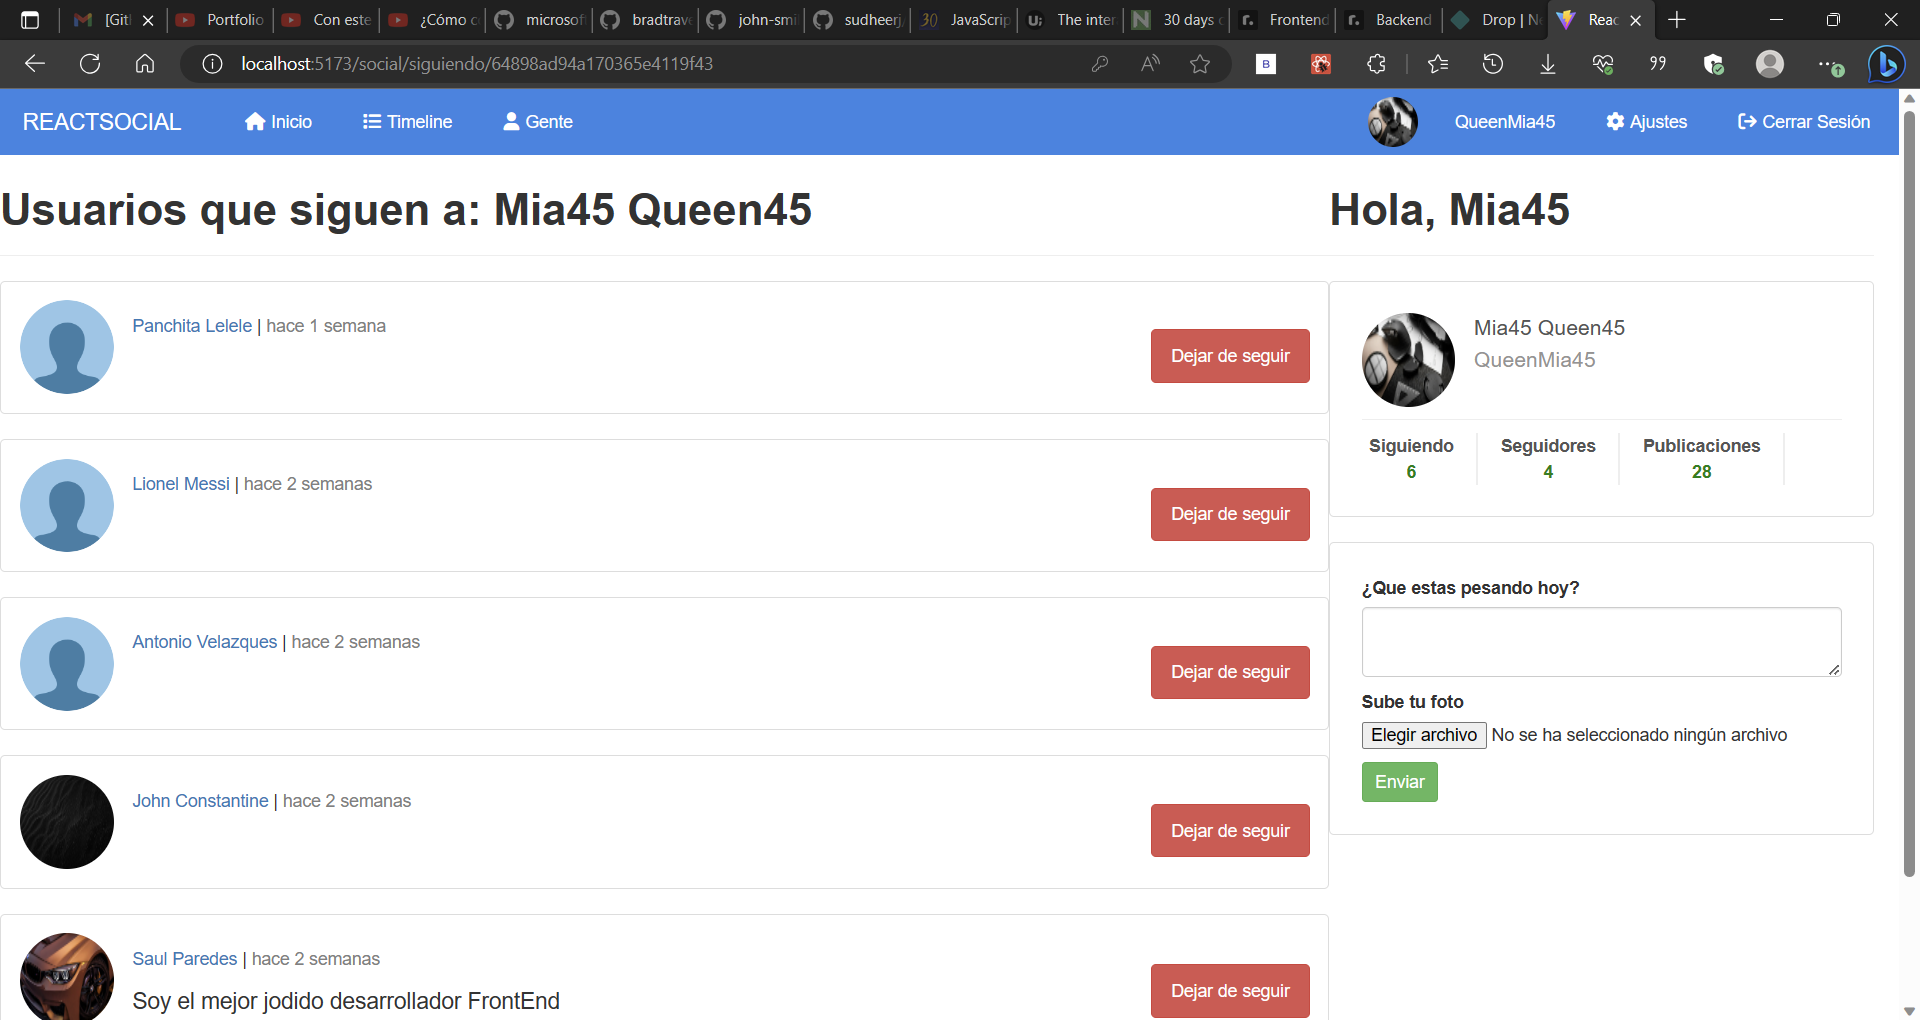 [Git
Portfolio
Con este
¿Cómo c
microsof
bradtrave
john-smi
sudheerj
30 JavaScrip
U; The inter
N 30 days c
r. Frontend
r. Backend
Drop | N
Reac
localhost:5173/social/siguiendo/64898ad94a170365e4119f43
B
REACTSOCIAL
Inicio
Timeline
Gente
QueenMia45
Ajustes
Cerrar Sesión
Usuarios que siguen a: Mia45 Queen45
Panchita Lelele | hace 1 semana
Dejar de seguir
Lionel Messi | hace 2 semanas
Dejar de seguir
Antonio Velazques | hace 2 semanas
Dejar de seguir
John Constantine | hace 2 semanas
Dejar de seguir
Saul Paredes | hace 2 semanas
Soy el mejor jodido desarrollador FrontEnd
Dejar de seguir
Hola, Mia45
Mia45 Queen45
QueenMia45
Siguiendo
6
Seguidores
4
Publicaciones
28
¿Que estas pesando hoy?
Sube tu foto
Elegir archivo No se ha seleccionado ningún archivo
Enviar